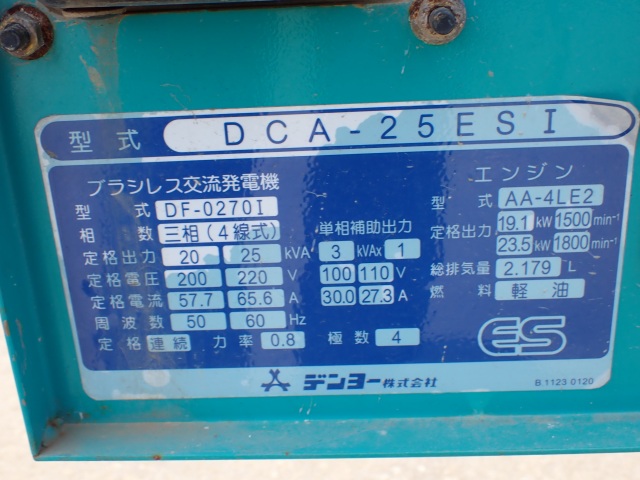 型式 DCA-25ESI
ブラシレス交流発電機
型式 DF-0270I
相数 三相(4線式)
定格出力 20 25 kVA
定格電圧 200 220 V
定格電流 57.7 65.6 A
周波数 50 60 Hz
定格 連続 力率 0.8 極数 4
単相補助出力
3 kVAx 1
100 110 V
30.0 27.3 A
エンジン
型式 AA-4LE2
定格出力 19.1 kW 1500 min⁻¹
23.5 kW 1800 min⁻¹
総排気量 2.179 L
燃料 軽油
ES
デンヨー株式会社
B 1123 0120